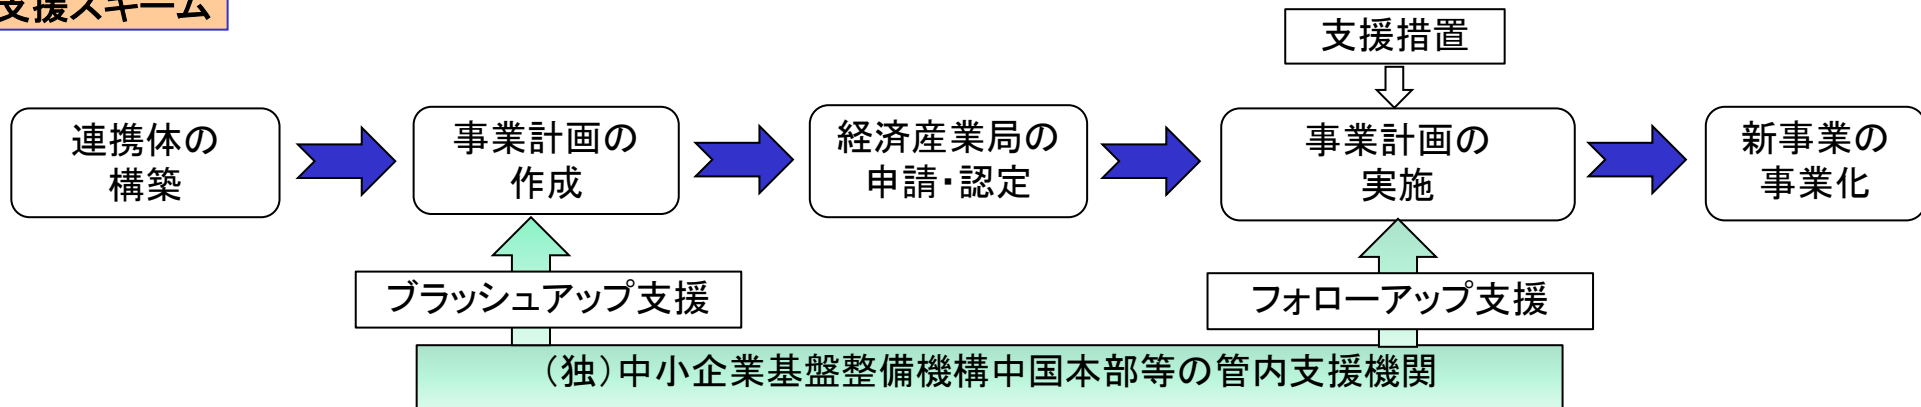 支援スキーム
支援措置
連携体の
構築
事業計画の
作成
経済産業局の
申請・認定
事業計画の
実施
新事業の
事業化
ブラッシュアップ支援
フォローアップ支援
（独）中小企業基盤整備機構中国本部等の管内支援機関